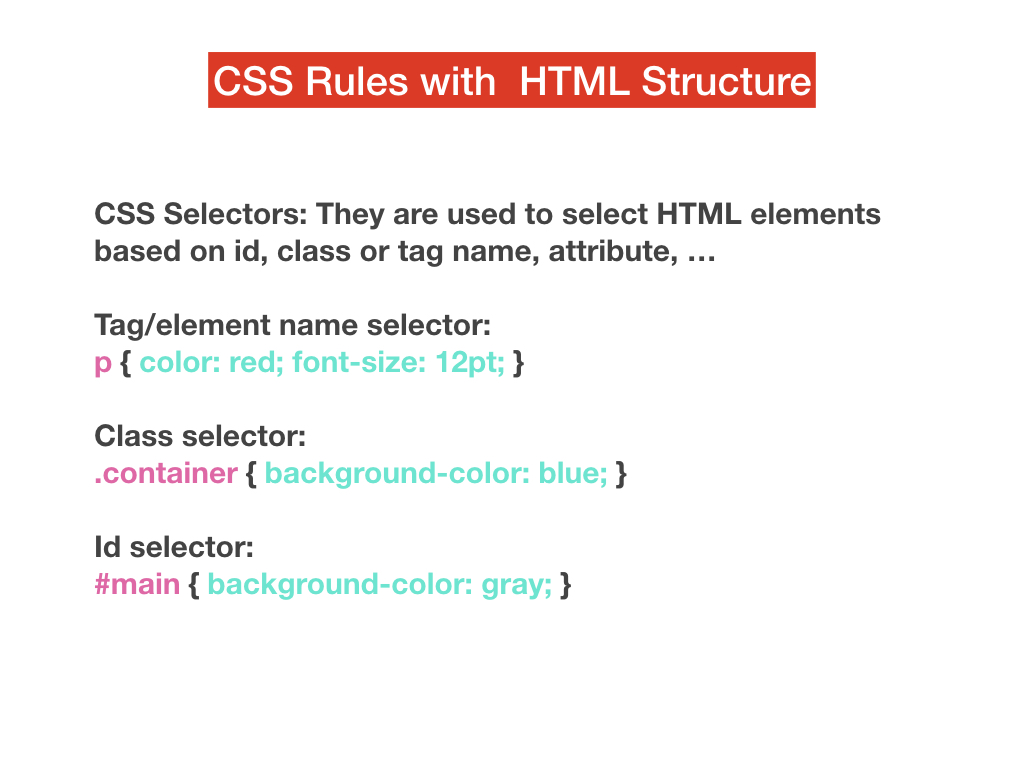 CSS Rules with  HTML Structure
CSS Selectors: They are used to select HTML elements
based on id, class or tag name, attribute, …
Tag/element name selector:
p { color: red; font-size: 12pt; }
Class selector:
.container { background-color: blue; }
Id selector:
#main { background-color: gray; }